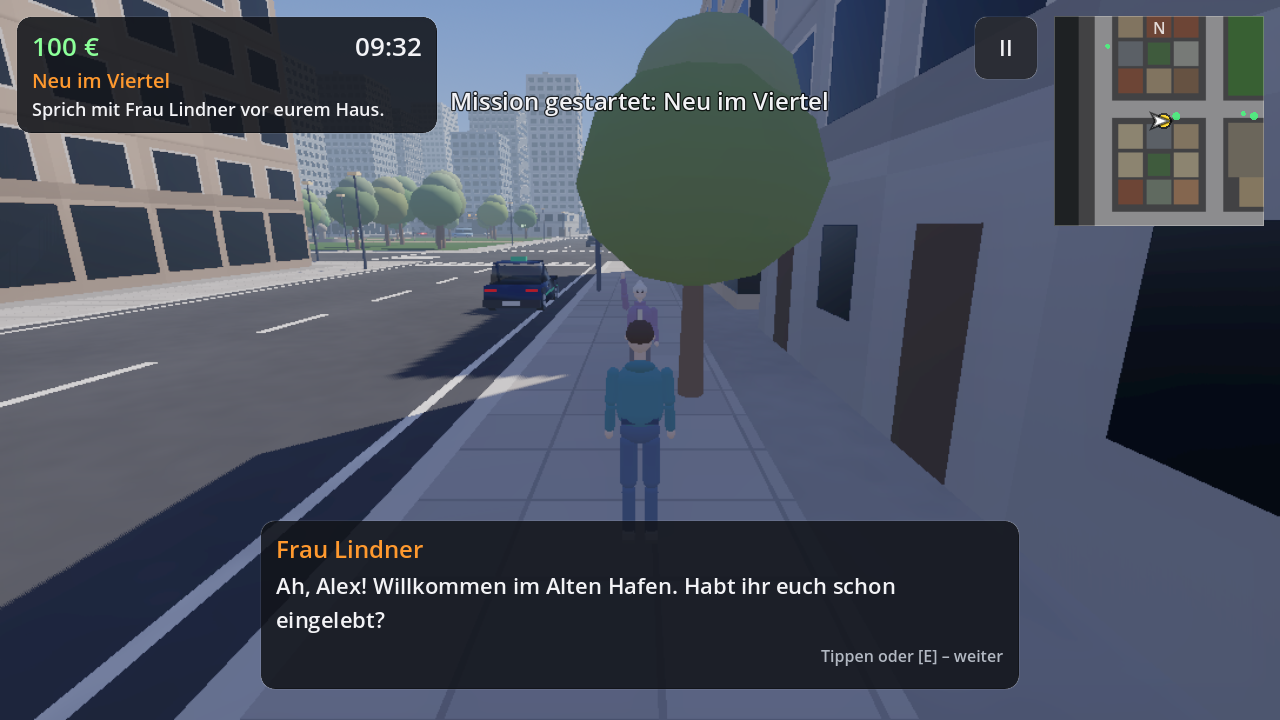 100 €
09:32
Neu im Viertel
Sprich mit Frau Lindner vor eurem Haus.
Mission gestartet: Neu im Viertel
N
Frau Lindner
Ah, Alex! Willkommen im Alten Hafen. Habt ihr euch schon
eingelebt?
Tippen oder [E] – weiter